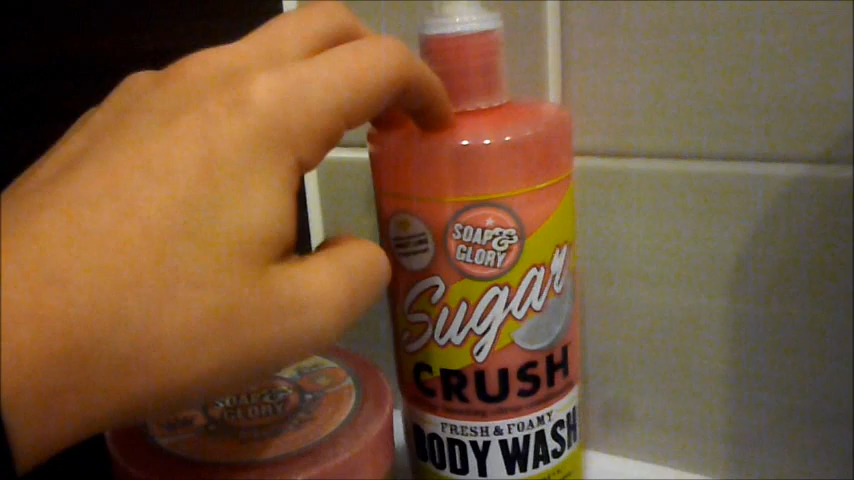 SOAP&
GLORY
Sugar
CRUSH
FRESH & FOAMY
BODY WASH
SOAP&
GLORY